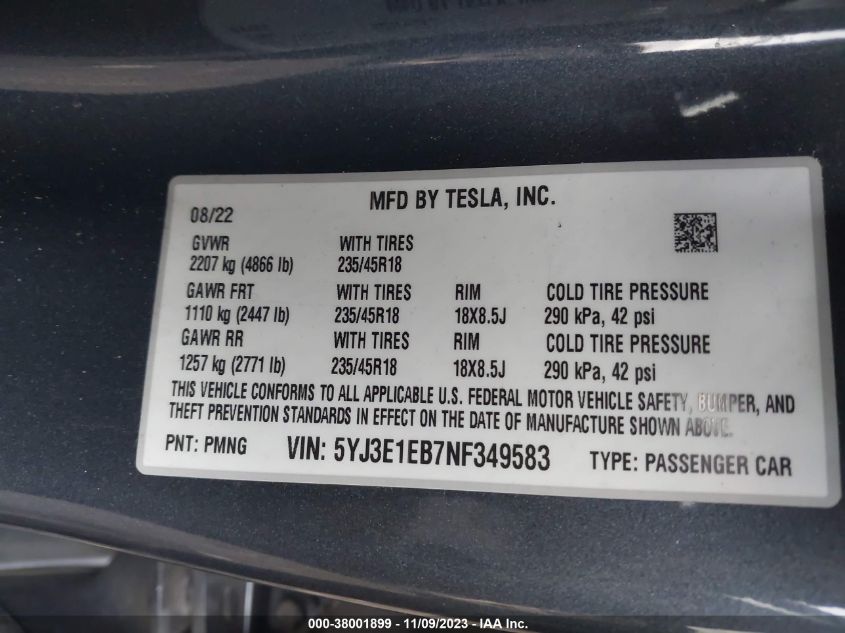 MFD BY TESLA, INC.
08/22
GVWR WITH TIRES
2207 kg (4866 lb) 235/45R18
GAWR FRT WITH TIRES RIM COLD TIRE PRESSURE
1110 kg (2447 lb) 235/45R18 18X8.5J 290 kPa, 42 psi
GAWR RR WITH TIRES RIM COLD TIRE PRESSURE
1257 kg (2771 lb) 235/45R18 18X8.5J 290 kPa, 42 psi
THIS VEHICLE CONFORMS TO ALL APPLICABLE U.S. FEDERAL MOTOR VEHICLE SAFETY, BUMPER, AND
THEFT PREVENTION STANDARDS IN EFFECT ON THE DATE OF MANUFACTURE SHOWN ABOVE.
PNT: PMNG VIN: 5YJ3E1EB7NF349583 TYPE: PASSENGER CAR
000-38001899 - 11/09/2023 - IAA Inc.